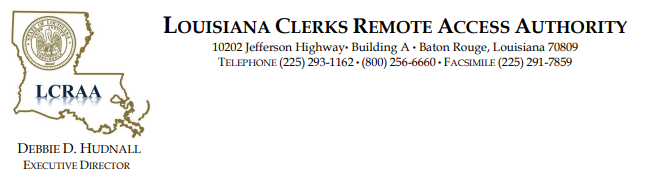 LOUISIANA CLERKS REMOTE ACCESS AUTHORITY
10202 Jefferson Highway• Building A • Baton Rouge, Louisiana 70809
TELEPHONE (225) 293-1162 • (800) 256-6660 • FACSIMILE (225) 291-7859
LCRAA
DEBBIE D. HUDNALL
EXECUTIVE DIRECTOR